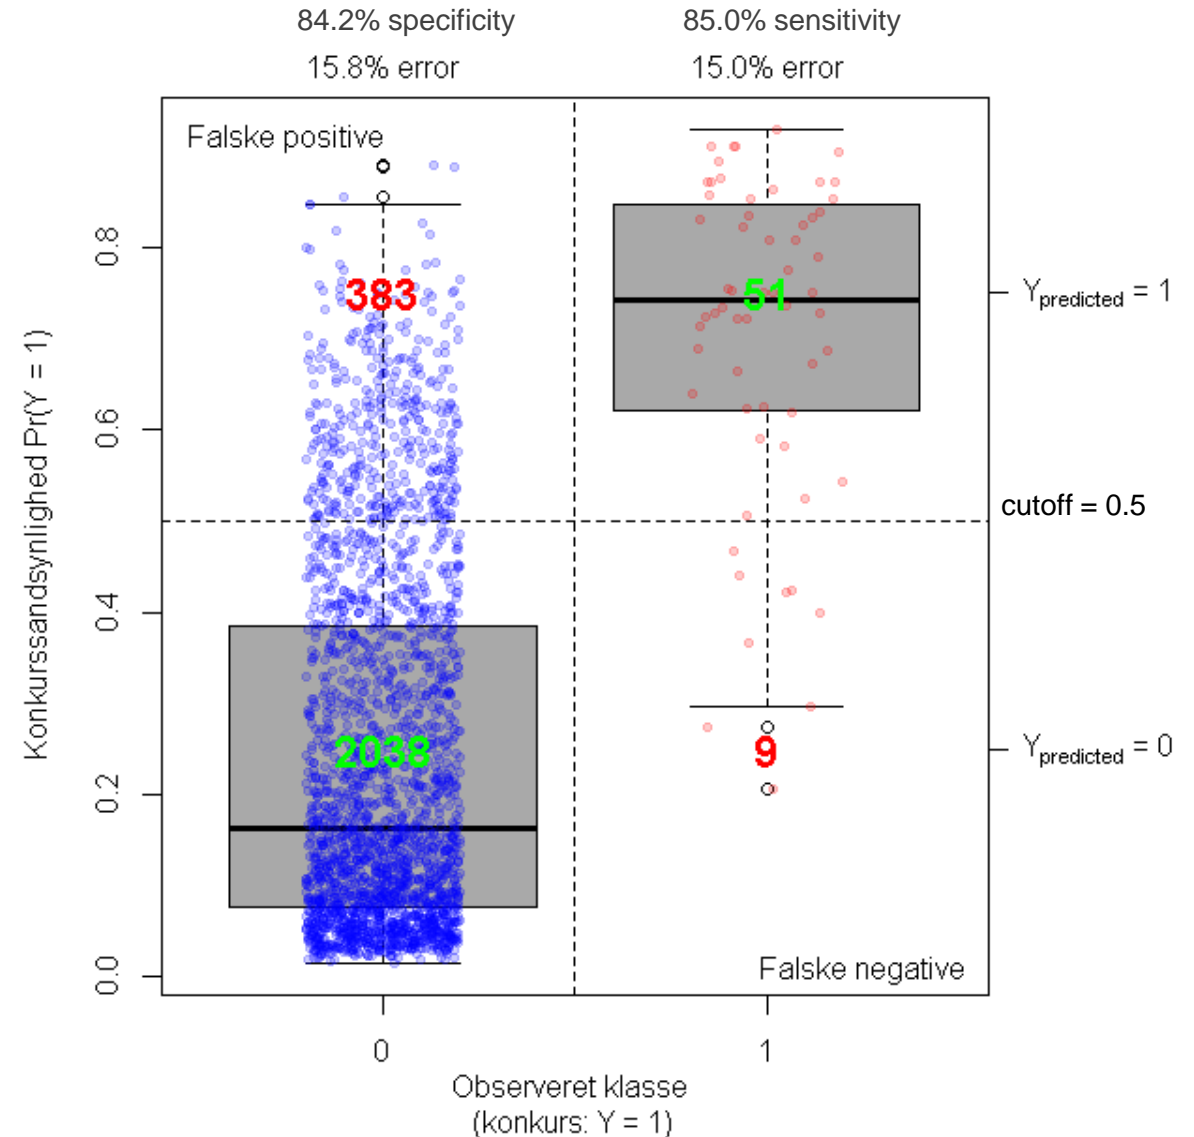 84.2% specificity
85.0% sensitivity
15.8% error
15.0% error
Falske positive
383
51
2038
9
Falske negative
Konkurssandsynlighed Pr(Y = 1)
0.8
0.6
0.4
0.2
0.0
Ypredicted = 1
cutoff = 0.5
Ypredicted = 0
0
1
Observeret klasse
(konkurs: Y = 1)